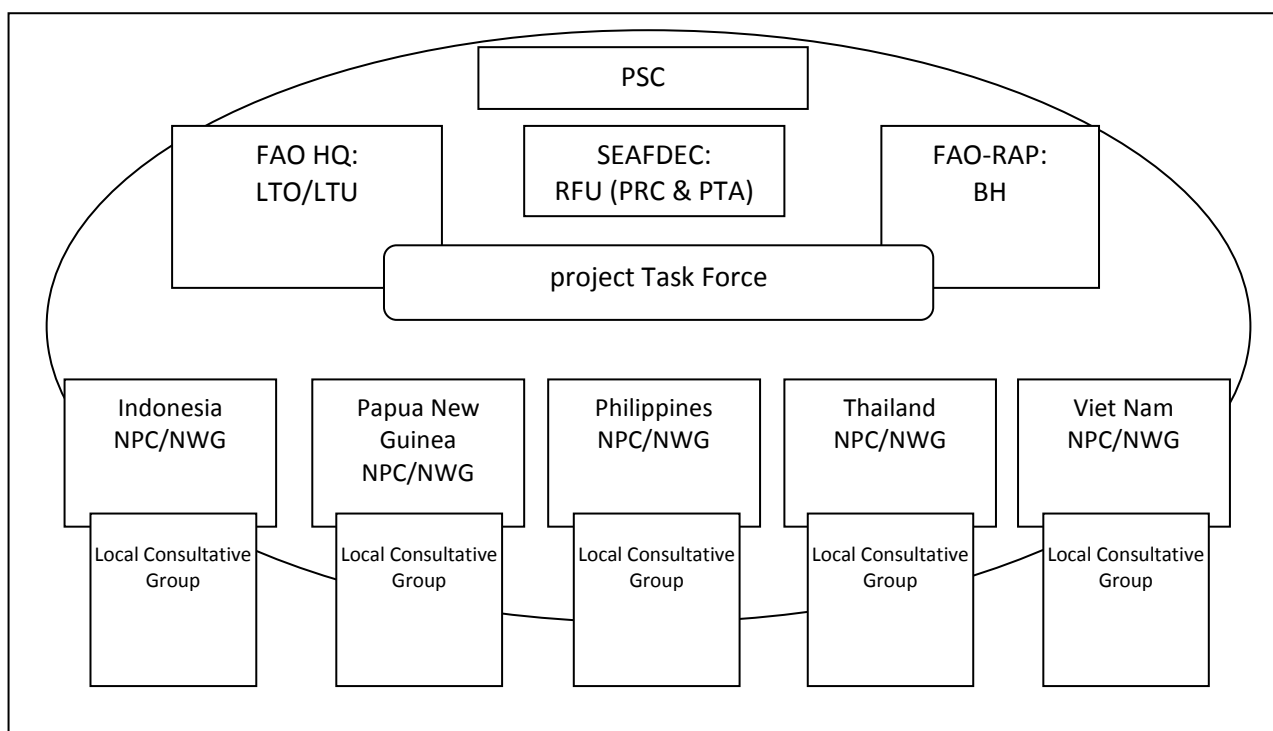 PSC
FAO HQ:
LTO/LTU
SEAFDEC:
RFU (PRC & PTA)
FAO-RAP:
BH
project Task Force
Indonesia
NPC/NWG
Papua New
Guinea
NPC/NWG
Philippines
NPC/NWG
Thailand
NPC/NWG
Viet Nam
NPC/NWG
Local Consultative
Group
Local Consultative
Group
Local Consultative
Group
Local Consultative
Group
Local Consultative
Group